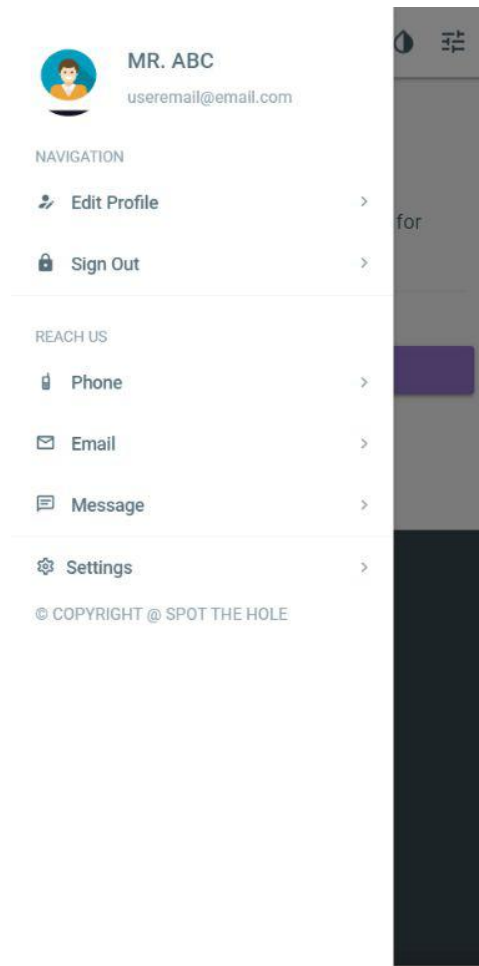 MR. ABC
useremail@email.com
NAVIGATION
Edit Profile
for
Sign Out
REACH US
Phone
Email
Message
Settings
© COPYRIGHT @ SPOT THE HOLE